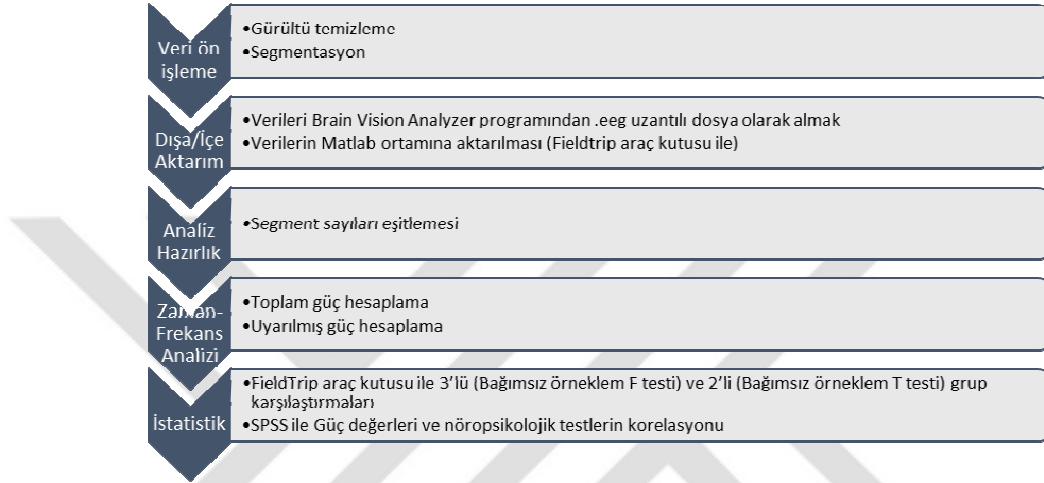 Veri ön
işleme
•Gürültü temizleme
•Segmentasyon
Dışa/İçe
Aktarım
•Verileri Brain Vision Analyzer programından .eeg uzantılı dosya olarak almak
•Verilerin Matlab ortamına aktarılması (Fieldtrip araç kutusu ile)
Analiz
Hazırlık
•Segment sayıları eşitlemesi
Zaman-
Frekans
Analizi
•Toplam güç hesaplama
•Uyarılmış güç hesaplama
İstatistik
•FieldTrip araç kutusu ile 3’lü (Bağımsız örneklem F testi) ve 2’li (Bağımsız örneklem T testi) grup
karşılaştırmaları
•SPSS ile Güç değerleri ve nöropsikolojik testlerin korelasyonu